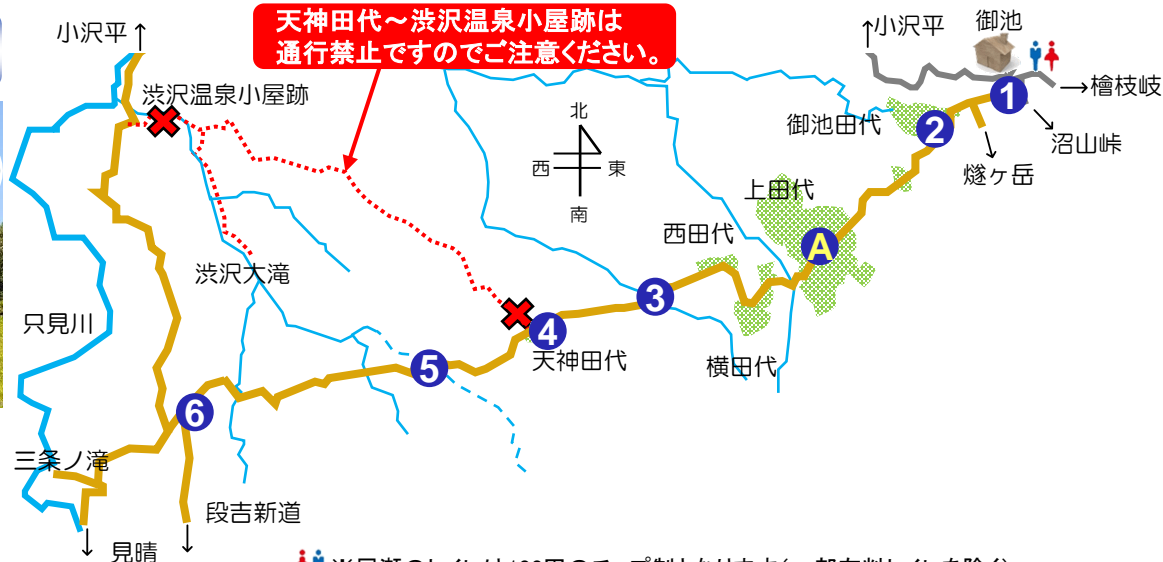 天神田代～渋沢温泉小屋跡は
通行禁止ですのでご注意ください。
小沢平↑
↑小沢平
御池
→檜枝岐
渋沢温泉小屋跡
1
2
御池田代
沼山峠
燧ヶ岳
北
西 東
南
上田代
A
西田代
渋沢大滝
3
只見川
4
天神田代
横田代
5
6
三条ノ滝
段吉新道
↓ 見晴 ↓